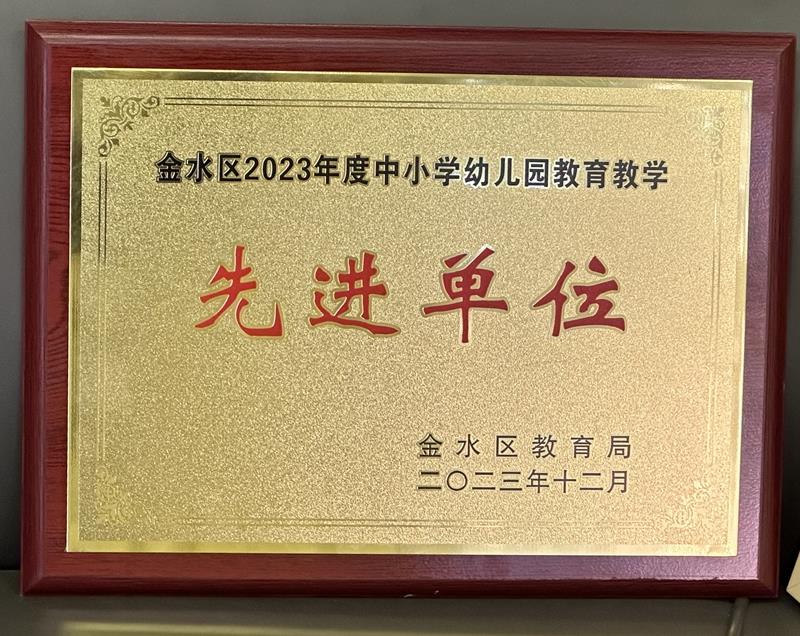 金水区2023年度中小学幼儿园教育教学
先进单位
金水区教育局
二〇二三年十二月